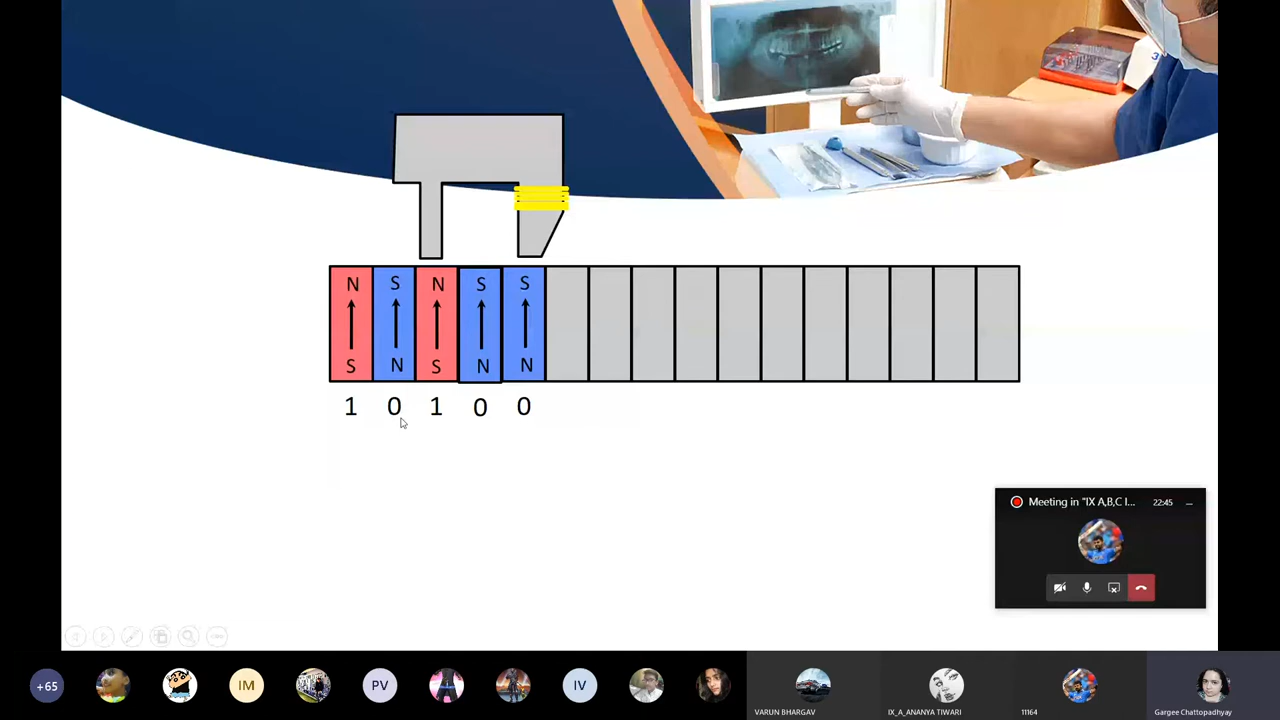 N S N S S
S N S N N
1 0 1 0 0
Meeting in "IX A,B,C I... 22:45
+65 IM PV IV
VARUN BHARGAV IX_A_ANANYA TIWARI 11164 Gargee Chattopadhyay